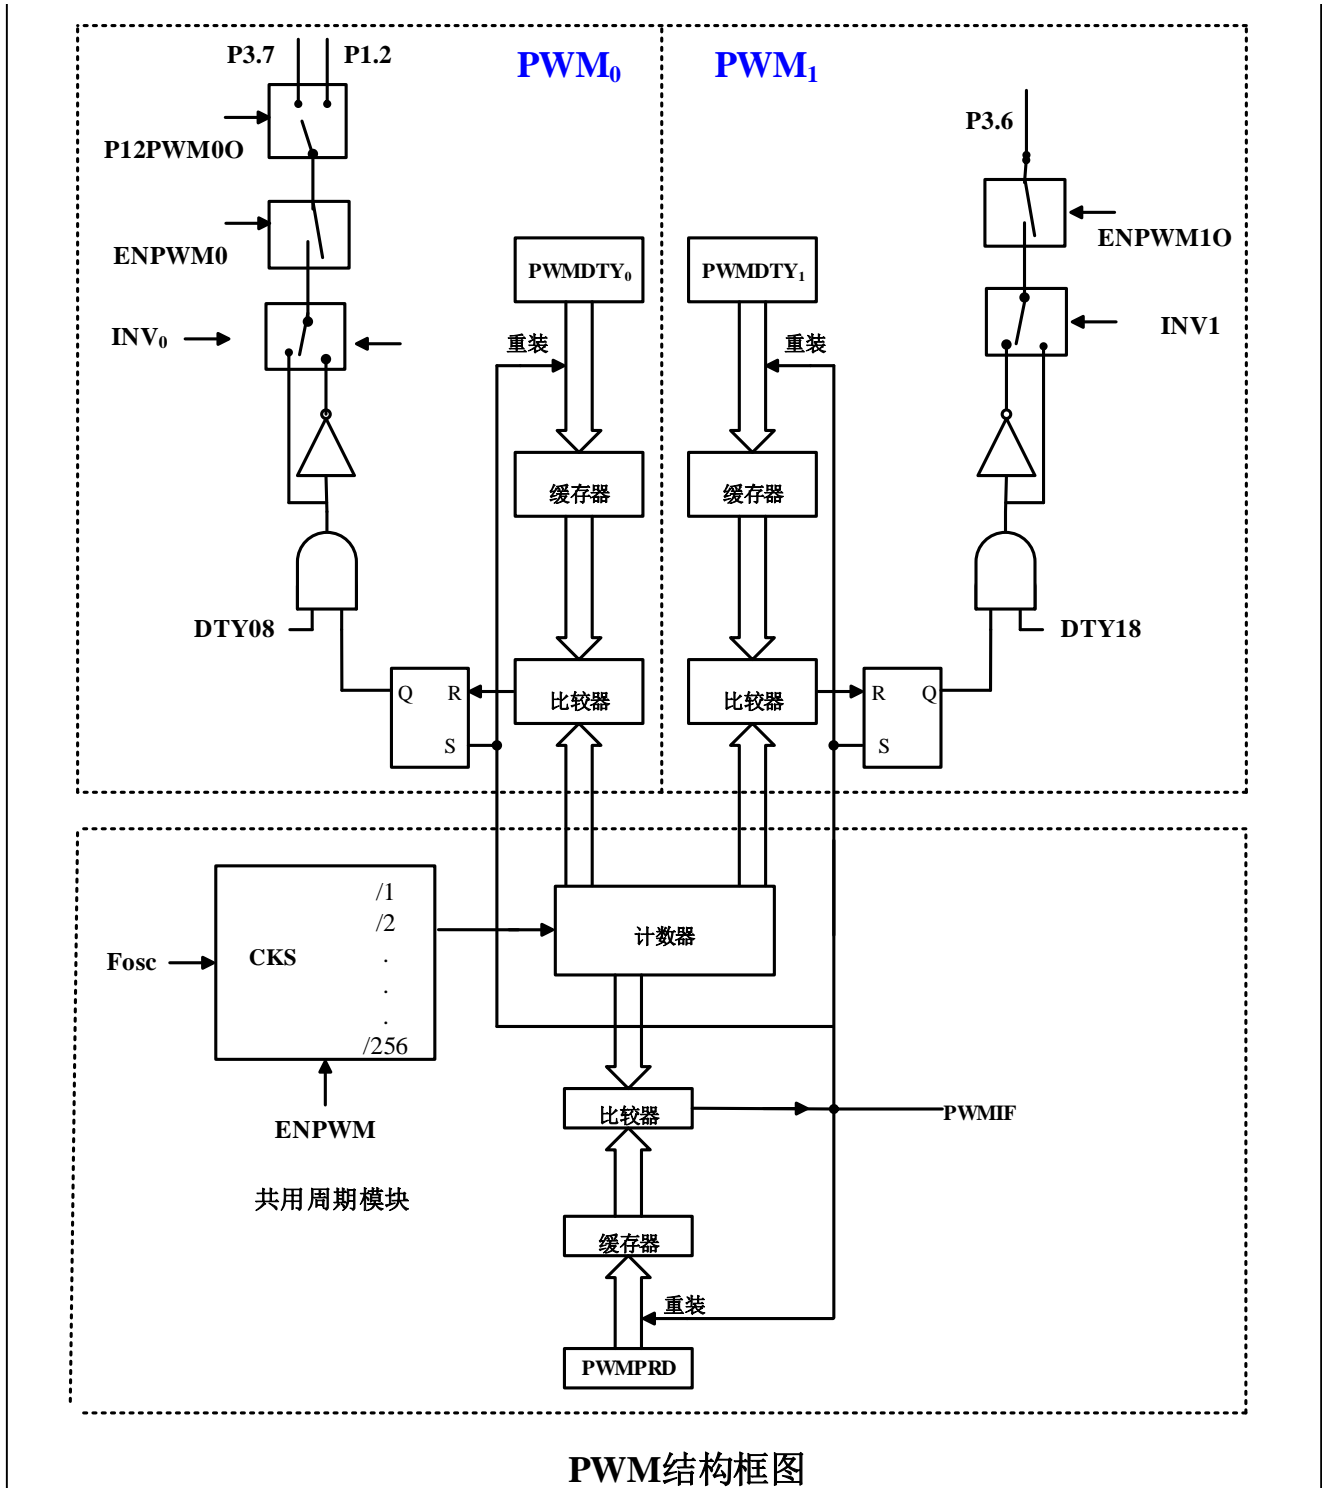 P3.7 P1.2
PWM₀
PWM₁
P12PWM0O
P3.6
ENPWM0
ENPWM1O
PWMDTY₀
PWMDTY₁
INV₀
INV1
重装
重装
缓存器
缓存器
DTY08
DTY18
Q R
S
比较器
比较器
R Q
S
Fosc
CKS
/1
/2
.
.
.
/256
计数器
ENPWM
比较器
PWMIF
共用周期模块
缓存器
重装
PWMPRD
PWM结构框图